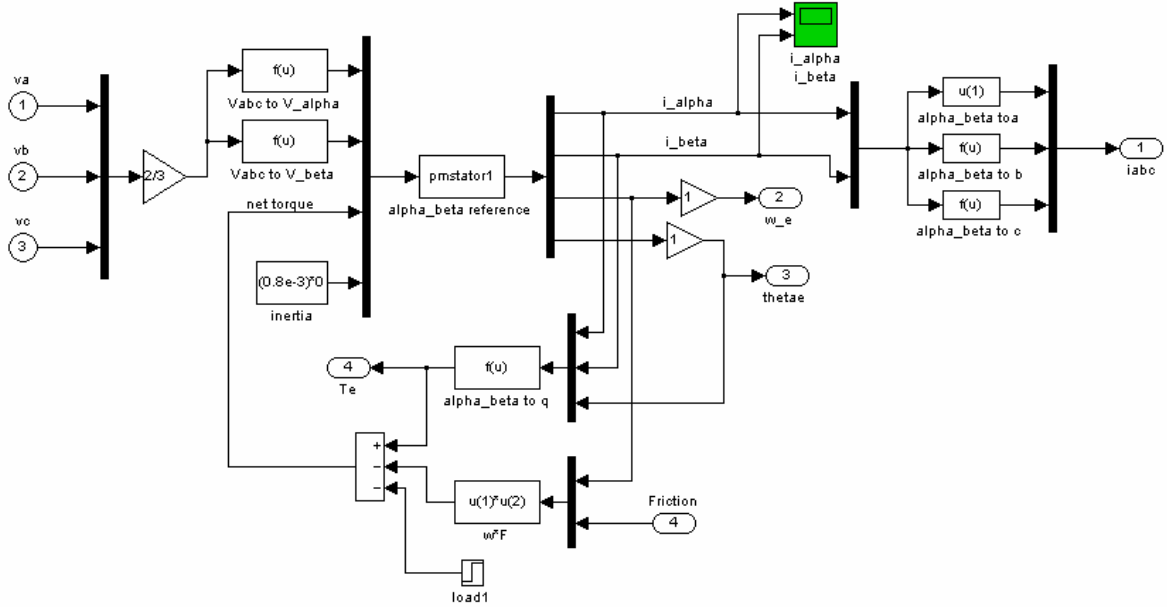 va
1
vb
2
vc
3
2/3
f(u)
Vabc to V_alpha
f(u)
Vabc to V_beta
net torque
(0.8e-3)*0
inertia
pmstator1
alpha_beta reference
i_alpha
i_beta
i_alpha
i_beta
1
2
w_e
1
3
thetae
u(1)
alpha_beta to a
f(u)
alpha_beta to b
f(u)
alpha_beta to c
1
iabc
4
Te
f(u)
alpha_beta to q
+
−
−
u(1)*u(2)
w*F
Friction
4
load1